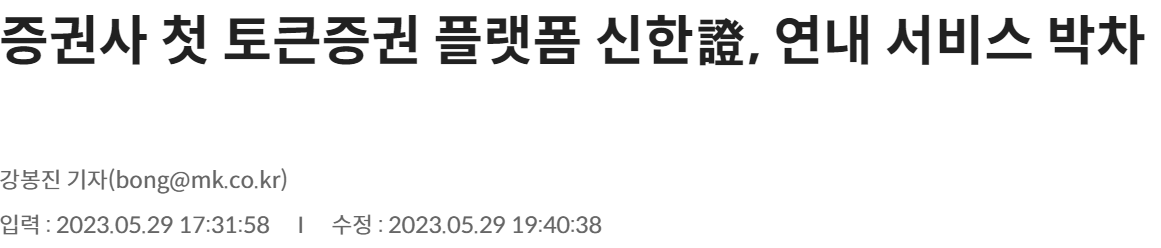 증권사 첫 토큰증권 플랫폼 신한證, 연내 서비스 박차
강봉진 기자(bong@mk.co.kr)
입력 : 2023.05.29 17:31:58 I 수정 : 2023.05.29 19:40:38